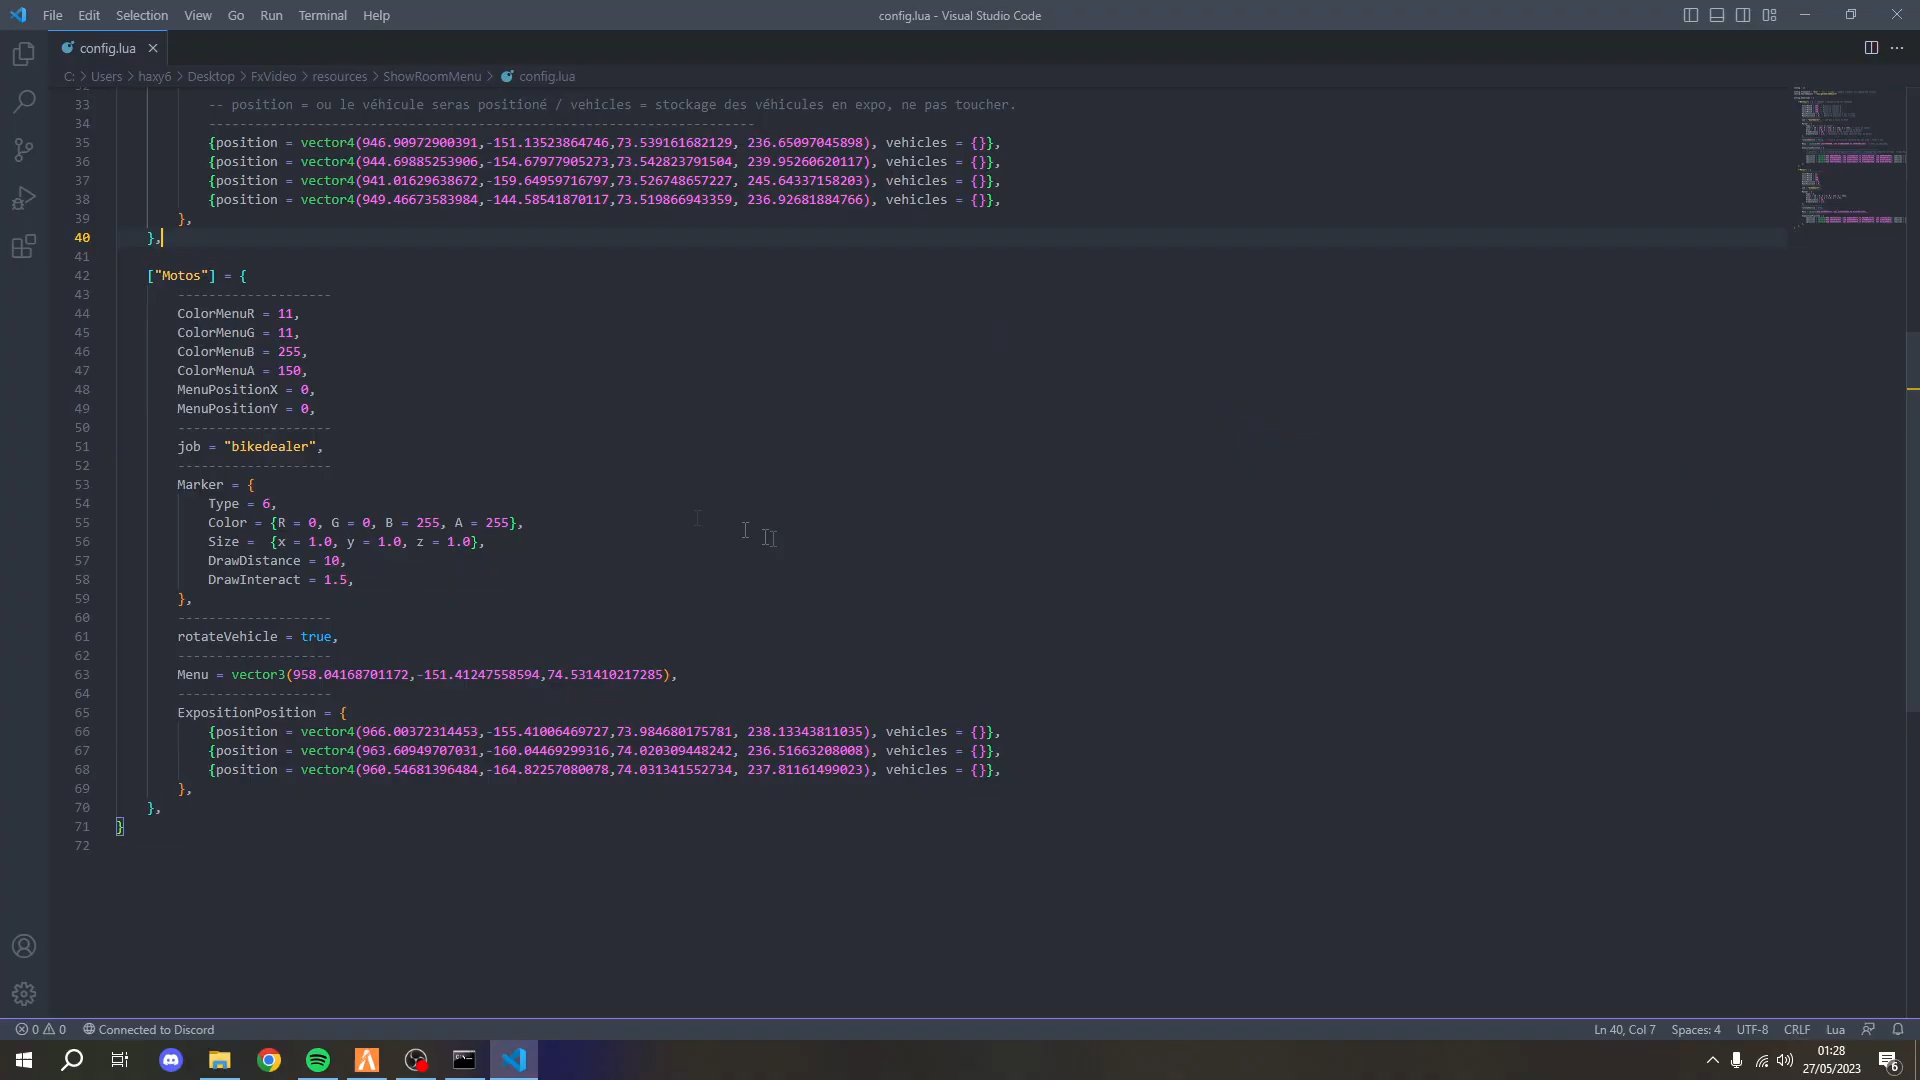 File Edit Selection View Go Run Terminal Help
config.lua - Visual Studio Code
config.lua
C: > Users > haxy6 > Desktop > FxVideo > resources > ShowRoomMenu > config.lua
32
33 -- position = ou le véhicule seras positioné / vehicles = stockage des véhicules en expo, ne pas toucher.
34 -----------------------------------------------------------------------
35 {position = vector4(946.90972900391,-151.13523864746,73.539161682129, 236.65097045898), vehicles = {}},
36 {position = vector4(944.69885253906,-154.67977905273,73.542823791504, 239.95260620117), vehicles = {}},
37 {position = vector4(941.01629638672,-159.64959716797,73.526748657227, 245.64337158203), vehicles = {}},
38 {position = vector4(949.46673583984,-144.58541870117,73.519866943359, 236.92681884766), vehicles = {}},
39 },
40 },
41
42 ["Motos"] = {
43 --------------------
44 ColorMenuR = 11,
45 ColorMenuG = 11,
46 ColorMenuB = 255,
47 ColorMenuA = 150,
48 MenuPositionX = 0,
49 MenuPositionY = 0,
50 --------------------
51 job = "bikedealer",
52 --------------------
53 Marker = {
54 Type = 6,
55 Color = {R = 0, G = 0, B = 255, A = 255},
56 Size =  {x = 1.0, y = 1.0, z = 1.0},
57 DrawDistance = 10,
58 DrawInteract = 1.5,
59 },
60 --------------------
61 rotateVehicle = true,
62 --------------------
63 Menu = vector3(958.04168701172,-151.41247558594,74.531410217285),
64 --------------------
65 ExpositionPosition = {
66 {position = vector4(966.00372314453,-155.41006469727,73.984680175781, 238.13343811035), vehicles = {}},
67 {position = vector4(963.60949707031,-160.04469299316,74.020309448242, 236.51663208008), vehicles = {}},
68 {position = vector4(960.54681396484,-164.82257080078,74.031341552734, 237.81161499023), vehicles = {}},
69 },
70 },
71 }
72
0 0 Connected to Discord
Ln 40, Col 7 Spaces: 4 UTF-8 CRLF Lua
01:28
27/05/2023
6